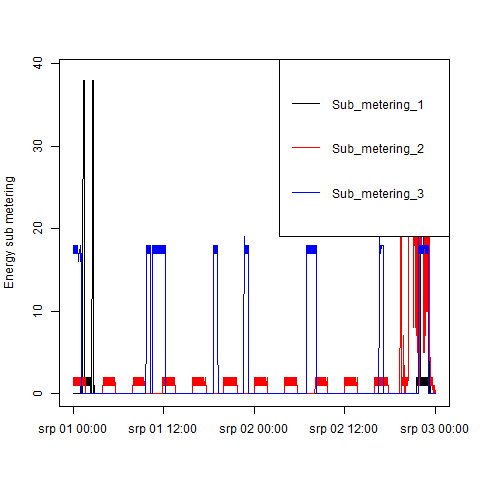 40
30
20
10
0
Energy sub metering
Sub_metering_1
Sub_metering_2
Sub_metering_3
srp 01 00:00 srp 01 12:00 srp 02 00:00 srp 02 12:00 srp 03 00:00